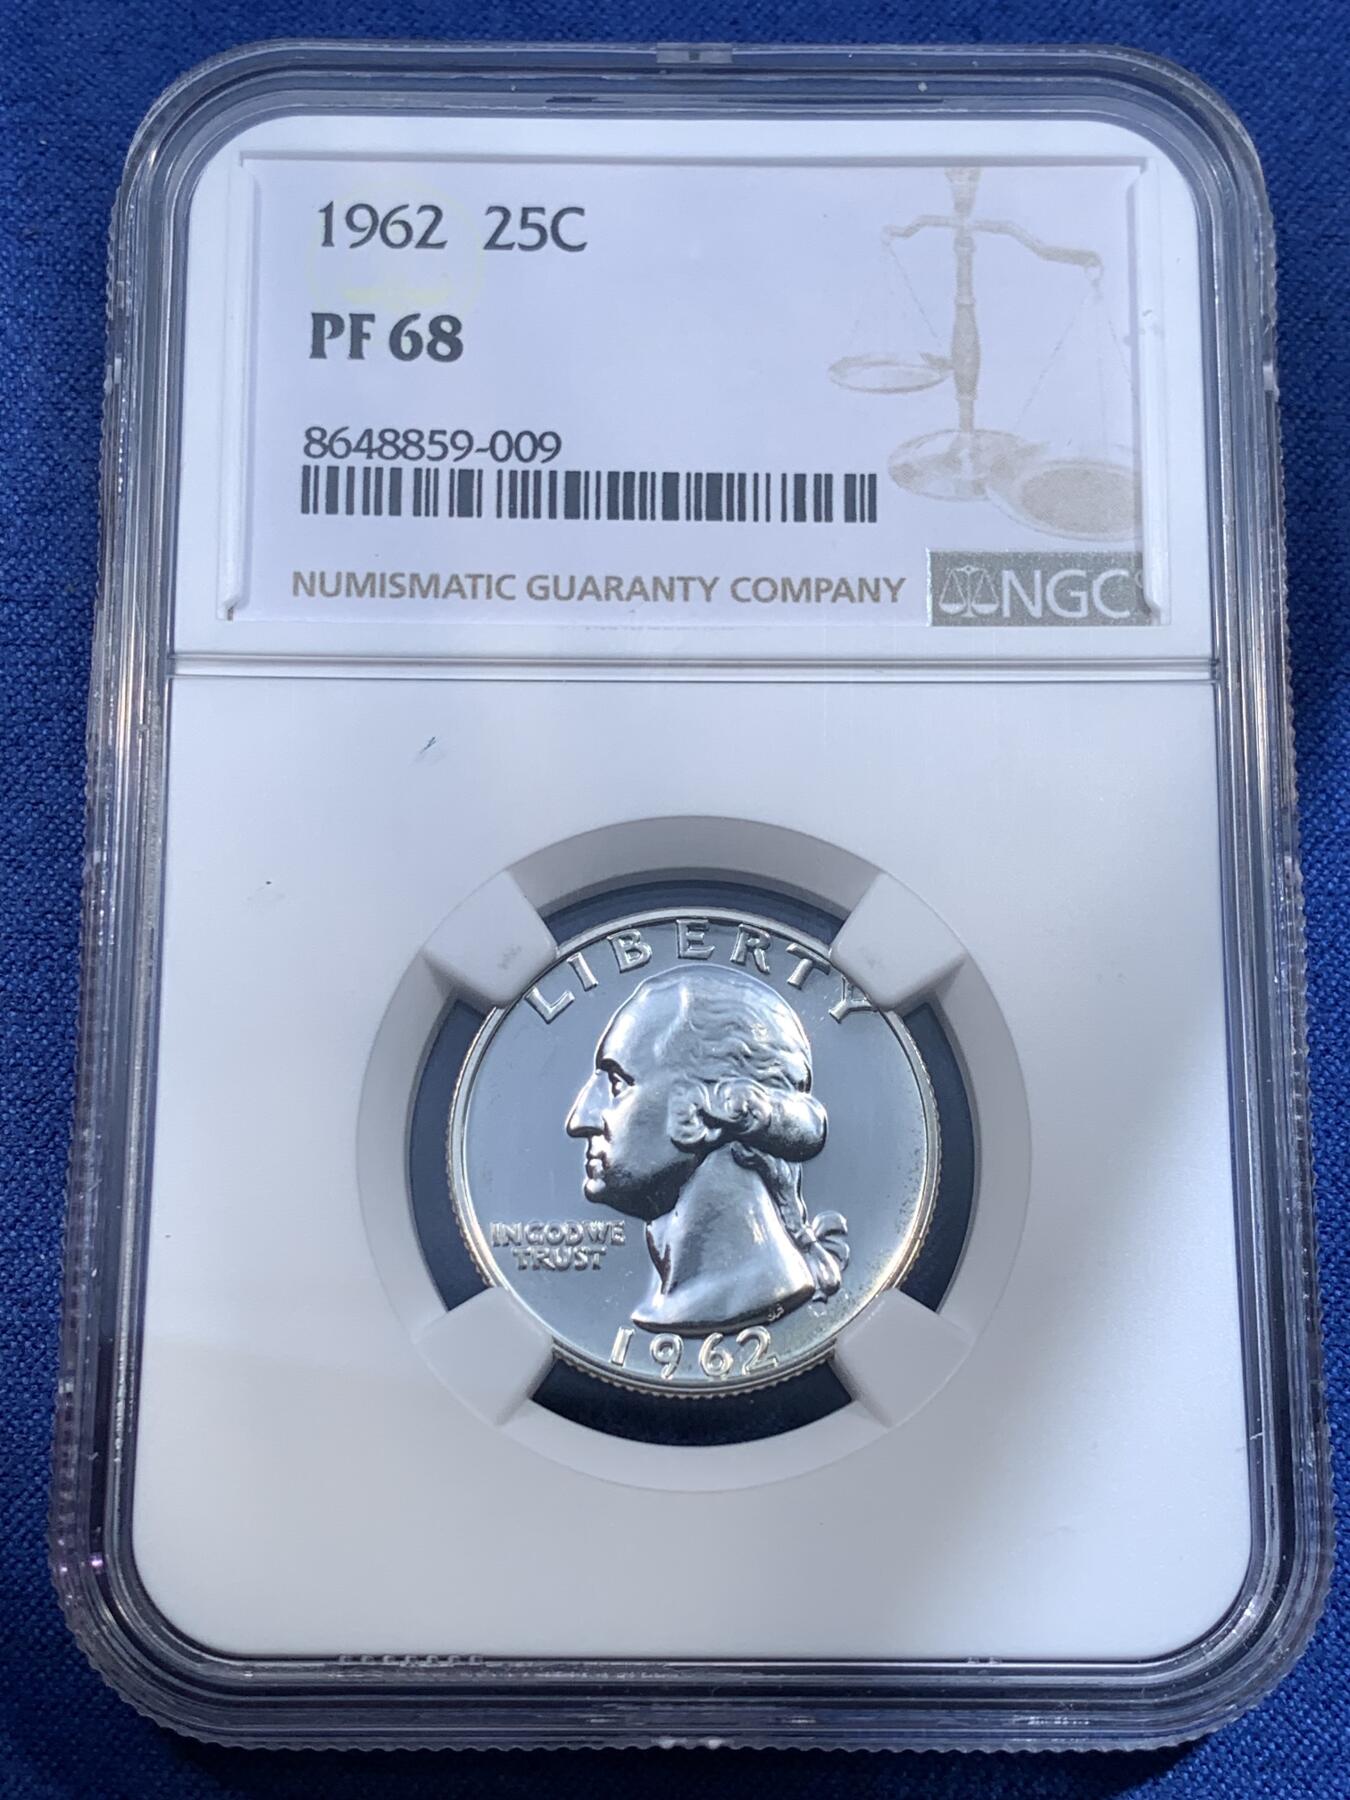 1962 25C
PF 68
8648859-009
NUMISMATIC GUARANTY COMPANY
NGC
LIBERTY
IN GOD WE
TRUST
1962